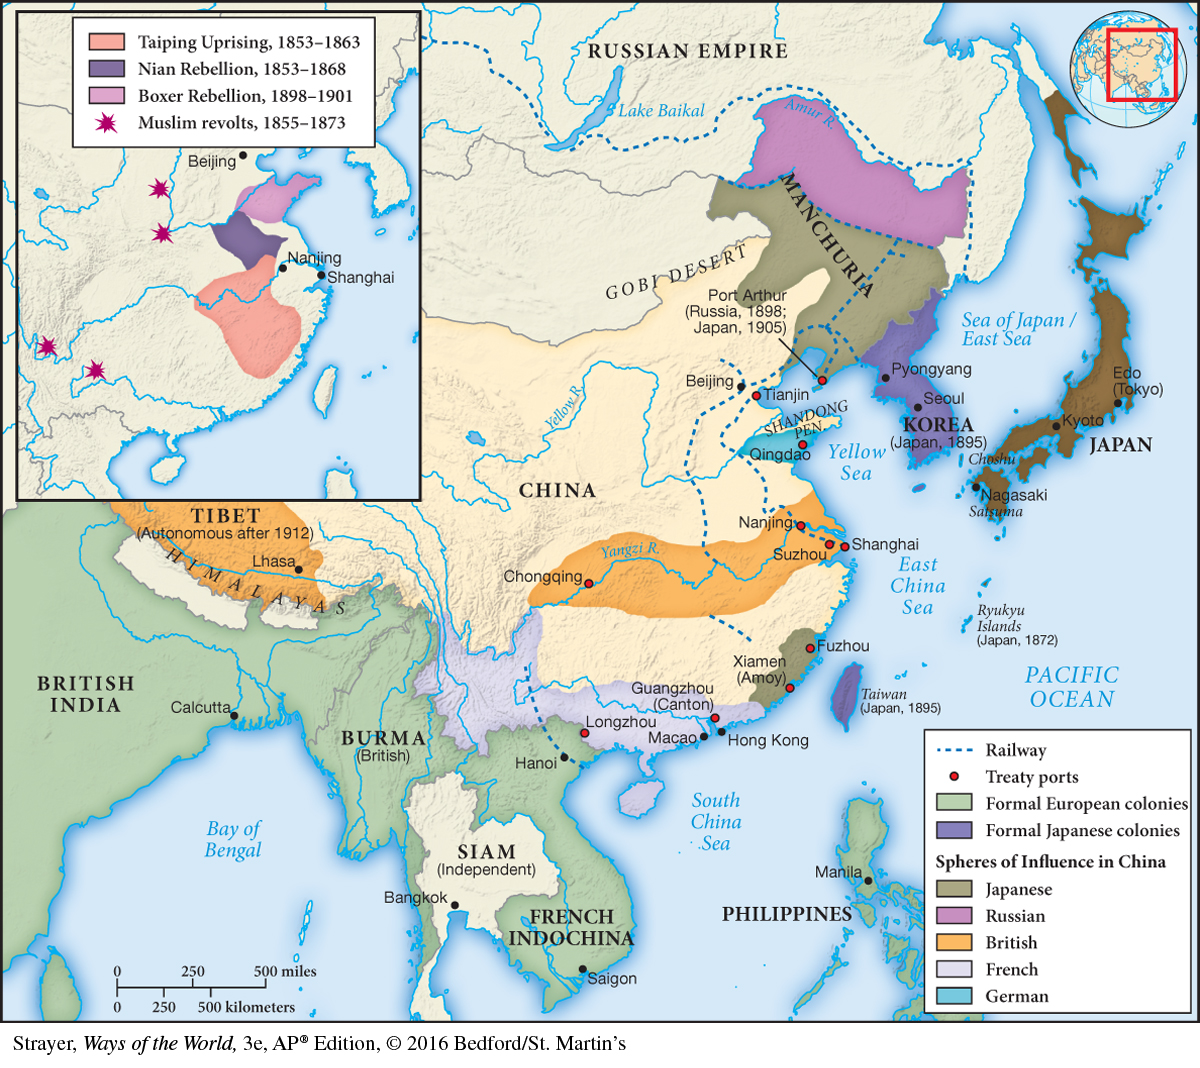 Taiping Uprising, 1853–1863
Nian Rebellion, 1853–1868
Boxer Rebellion, 1898–1901
Muslim revolts, 1855–1873
Beijing
Nanjing
Shanghai
RUSSIAN EMPIRE
Lake Baikal
Amur R.
MANCHURIA
GOBI DESERT
Port Arthur
(Russia, 1898;
Japan, 1905)
Sea of Japan /
East Sea
Beijing
Tianjin
Pyongyang
Seoul
KOREA
(Japan, 1895)
Edo
(Tokyo)
Kyoto
JAPAN
Choshu
Nagasaki
Satsuma
Yellow R.
SHANDONG
PEN.
Qingdao
Yellow
Sea
CHINA
TIBET
(Autonomous after 1912)
Lhasa
HIMALAYAS
Nanjing
Suzhou
Shanghai
Yangzi R.
Chongqing
East
China
Sea
Ryukyu
Islands
(Japan, 1872)
Fuzhou
Xiamen
(Amoy)
Taiwan
(Japan, 1895)
PACIFIC
OCEAN
BRITISH
INDIA
Calcutta
BURMA
(British)
Guangzhou
(Canton)
Longzhou
Macao
Hong Kong
Hanoi
South
China
Sea
Bay of
Bengal
SIAM
(Independent)
Bangkok
FRENCH
INDOCHINA
Saigon
Manila
PHILIPPINES
0 250 500 miles
0 250 500 kilometers
Railway
Treaty ports
Formal European colonies
Formal Japanese colonies
Spheres of Influence in China
Japanese
Russian
British
French
German
Strayer, Ways of the World, 3e, AP® Edition, © 2016 Bedford/St. Martin's